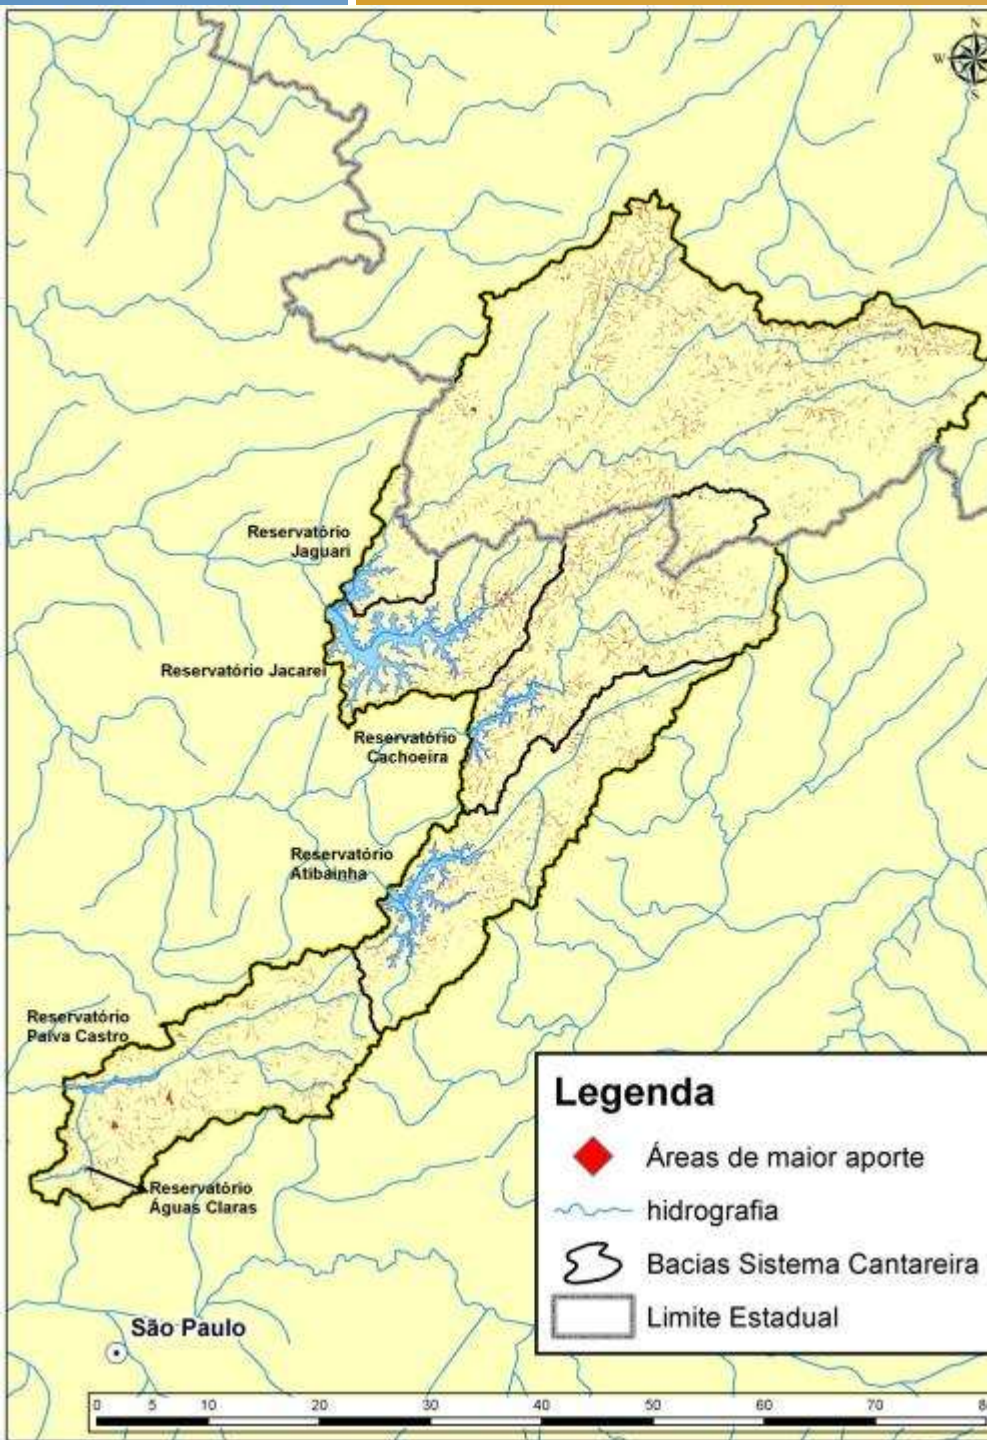 N
W
S
Reservatório
Jaguari
Reservatório Jacareí
Reservatório
Cachoeira
Reservatório
Atibainha
Reservatório
Paiva Castro
Reservatório
Águas Claras
São Paulo
Legenda
Áreas de maior aporte
hidrografia
Bacias Sistema Cantareira
Limite Estadual
0 5 10 20 30 40 50 60 70